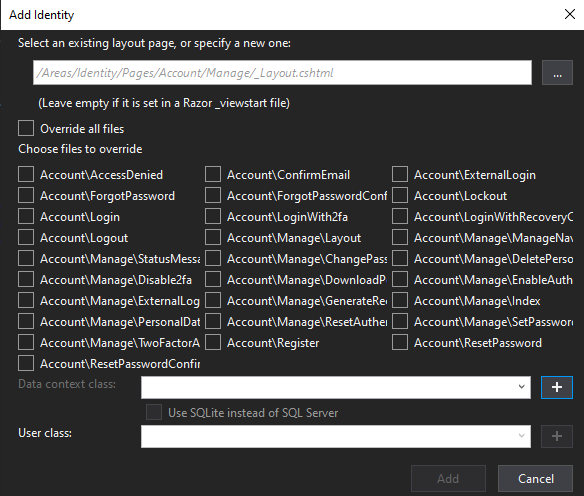 Add Identity
Select an existing layout page, or specify a new one:
/Areas/Identity/Pages/Account/Manage/_Layout.cshtml ...
(Leave empty if it is set in a Razor _viewstart file)
Override all files
Choose files to override
Account\AccessDenied Account\ConfirmEmail Account\ExternalLogin
Account\ForgotPassword Account\ForgotPasswordConf Account\Lockout
Account\Login Account\LoginWith2fa Account\LoginWithRecoveryC
Account\Logout Account\Manage\Layout Account\Manage\ManageNav
Account\Manage\StatusMessa Account\Manage\ChangePass Account\Manage\DeletePerso
Account\Manage\Disable2fa Account\Manage\DownloadP Account\Manage\EnableAuth
Account\Manage\ExternalLog Account\Manage\GenerateRec Account\Manage\Index
Account\Manage\PersonalDat Account\Manage\ResetAuther Account\Manage\SetPassword
Account\Manage\TwoFactorA Account\Register Account\ResetPassword
Account\ResetPasswordConfir
Data context class: +
Use SQLite instead of SQL Server
User class: +
Add Cancel